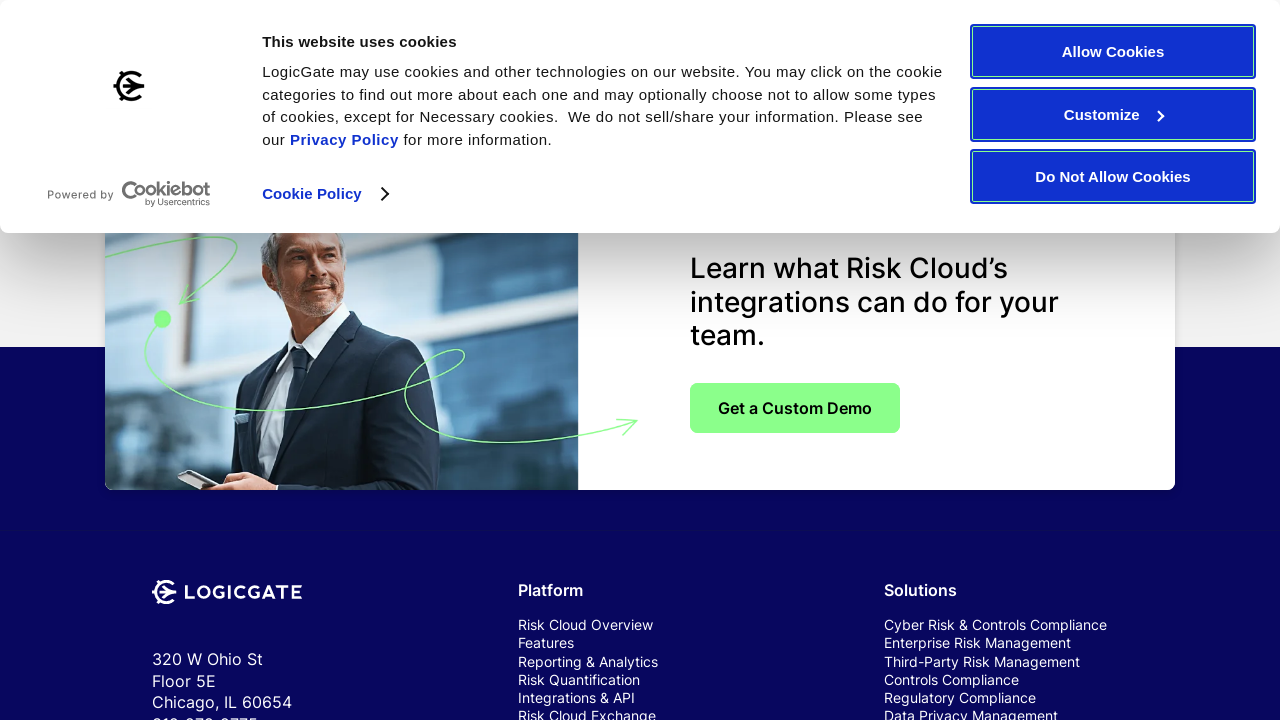 This website uses cookies
LogicGate may use cookies and other technologies on our website. You may click on the cookie
categories to find out more about each one and may optionally choose not to allow some types
of cookies, except for Necessary cookies.  We do not sell/share your information. Please see
our Privacy Policy for more information.
Powered by Cookiebot
by Usercentrics
Cookie Policy
Allow Cookies
Customize
Do Not Allow Cookies
Learn what Risk Cloud’s
integrations can do for your
team.
Get a Custom Demo
LOGICGATE
320 W Ohio St
Floor 5E
Chicago, IL 60654
Platform
Risk Cloud Overview
Features
Reporting & Analytics
Risk Quantification
Integrations & API
Risk Cloud Exchange
Solutions
Cyber Risk & Controls Compliance
Enterprise Risk Management
Third-Party Risk Management
Controls Compliance
Regulatory Compliance
Data Privacy Management